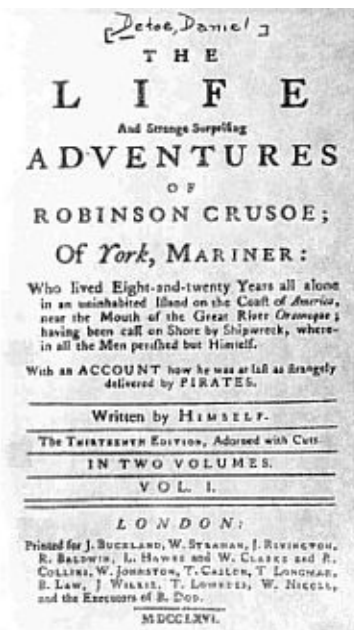 [Defoe, Daniel]
THE
LIFE
And Strange Surprising
ADVENTURES
OF
ROBINSON CRUSOE;
Of York, MARINER:
Who lived Eight-and-twenty Years all alone
in an uninhabited Island on the Coast of America,
near the Mouth of the Great River Oroonoque;
having been cast on Shore by Shipwreck, where-
in all the Men perished but Himself.
With an ACCOUNT how he was at last as strangely
delivered by PIRATES.
Written by HIMSELF.
The THIRTEENTH EDITION, Adorned with Cuts.
IN TWO VOLUMES.
VOL. I.
LONDON:
Printed for J. BUCKLAND, W. STRAHAN, J. RIVINGTON,
R. BALDWIN, L. HAWES and W. CLARKE and R.
COLLINS, W. JOHNSTON, T. CASLON, T. LONGMAN,
B. LAW, J. WILKIE, T. LOWNDES, W. NICOLL,
and the Executors of B. DOD.
MDCCLXVI.